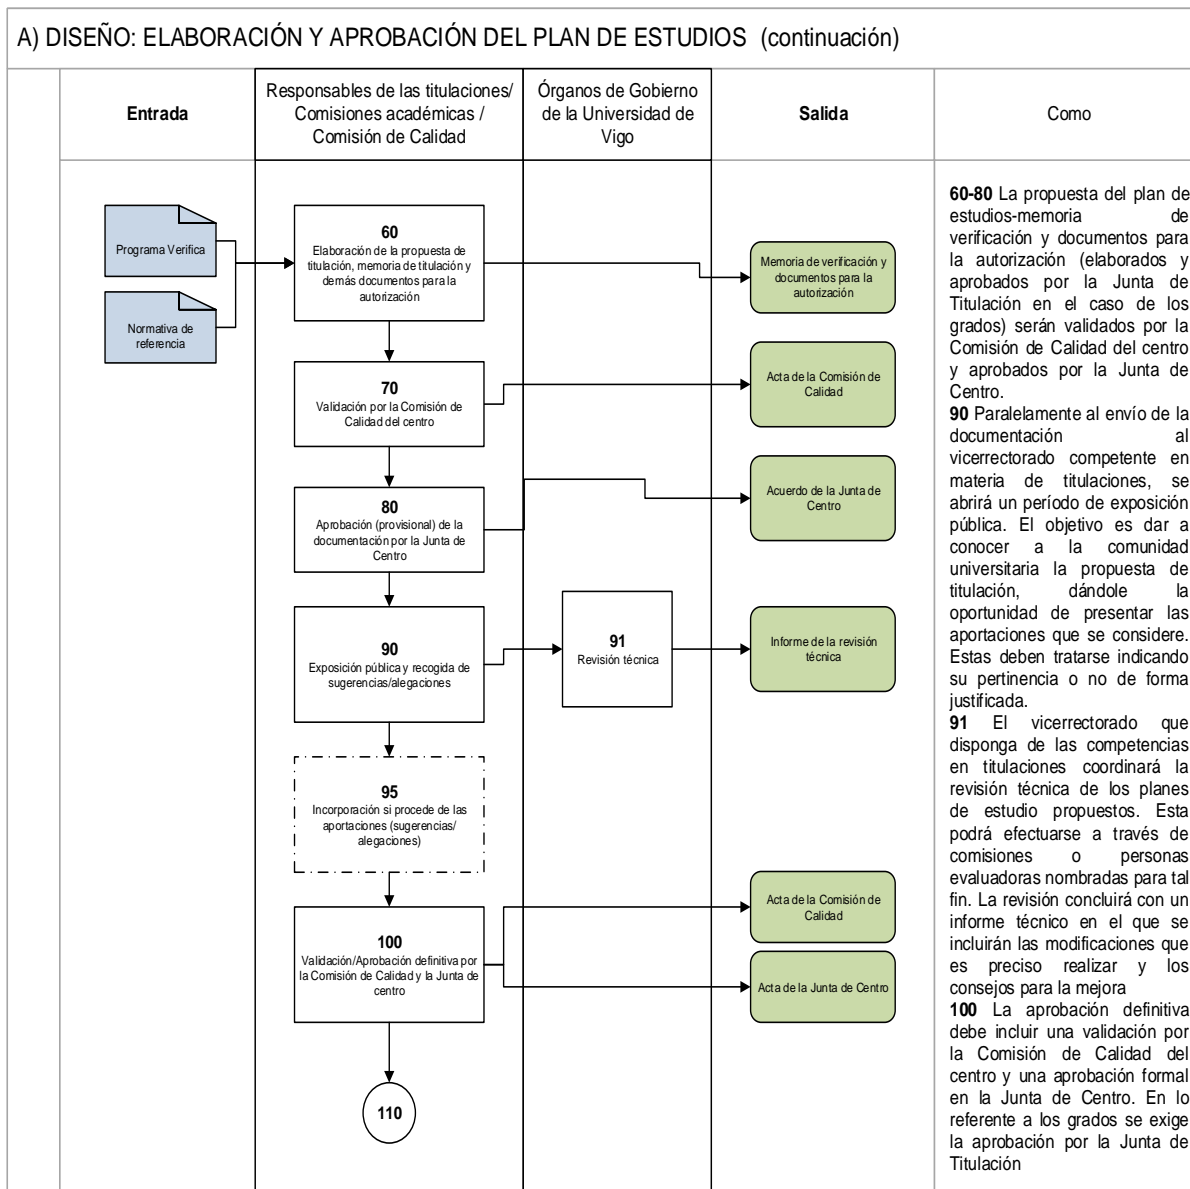 A) DISEÑO: ELABORACIÓN Y APROBACIÓN DEL PLAN DE ESTUDIOS (continuación)
Entrada
Responsables de las titulaciones/
Comisiones académicas /
Comisión de Calidad
Órganos de Gobierno
de la Universidad de
Vigo
Salida
Como
Programa Verifica
Normativa de
referencia
60
Elaboración de la propuesta de
titulación, memoria de titulación y
demás documentos para la
autorización
Memoria de verificación y
documentos para la
autorización
70
Validación por la Comisión de
Calidad del centro
Acta de la Comisión de
Calidad
80
Aprobación (provisional) de la
documentación por la Junta de
Centro
Acuerdo de la Junta de
Centro
90
Exposición pública y recogida de
sugerencias/alegaciones
91
Revisión técnica
Informe de la revisión
técnica
95
Incorporación si procede de las
aportaciones (sugerencias/
alegaciones)
100
Validación/Aprobación definitiva por
la Comisión de Calidad y la Junta de
centro
Acta de la Comisión de
Calidad
Acta de la Junta de Centro
110
60-80 La propuesta del plan de
estudios-memoria de
verificación y documentos para
la autorización (elaborados y
aprobados por la Junta de
Titulación en el caso de los
grados) serán validados por la
Comisión de Calidad del centro
y aprobados por la Junta de
Centro.
90 Paralelamente al envío de la
documentación al
vicerrectorado competente en
materia de titulaciones, se
abrirá un período de exposición
pública. El objetivo es dar a
conocer a la comunidad
universitaria la propuesta de
titulación, dándole la
oportunidad de presentar las
aportaciones que se considere.
Estas deben tratarse indicando
su pertinencia o no de forma
justificada.
91 El vicerrectorado que
disponga de las competencias
en titulaciones coordinará la
revisión técnica de los planes
de estudio propuestos. Esta
podrá efectuarse a través de
comisiones o personas
evaluadoras nombradas para tal
fin. La revisión concluirá con un
informe técnico en el que se
incluirán las modificaciones que
es preciso realizar y los
consejos para la mejora
100 La aprobación definitiva
debe incluir una validación por
la Comisión de Calidad del
centro y una aprobación formal
en la Junta de Centro. En lo
referente a los grados se exige
la aprobación por la Junta de
Titulación